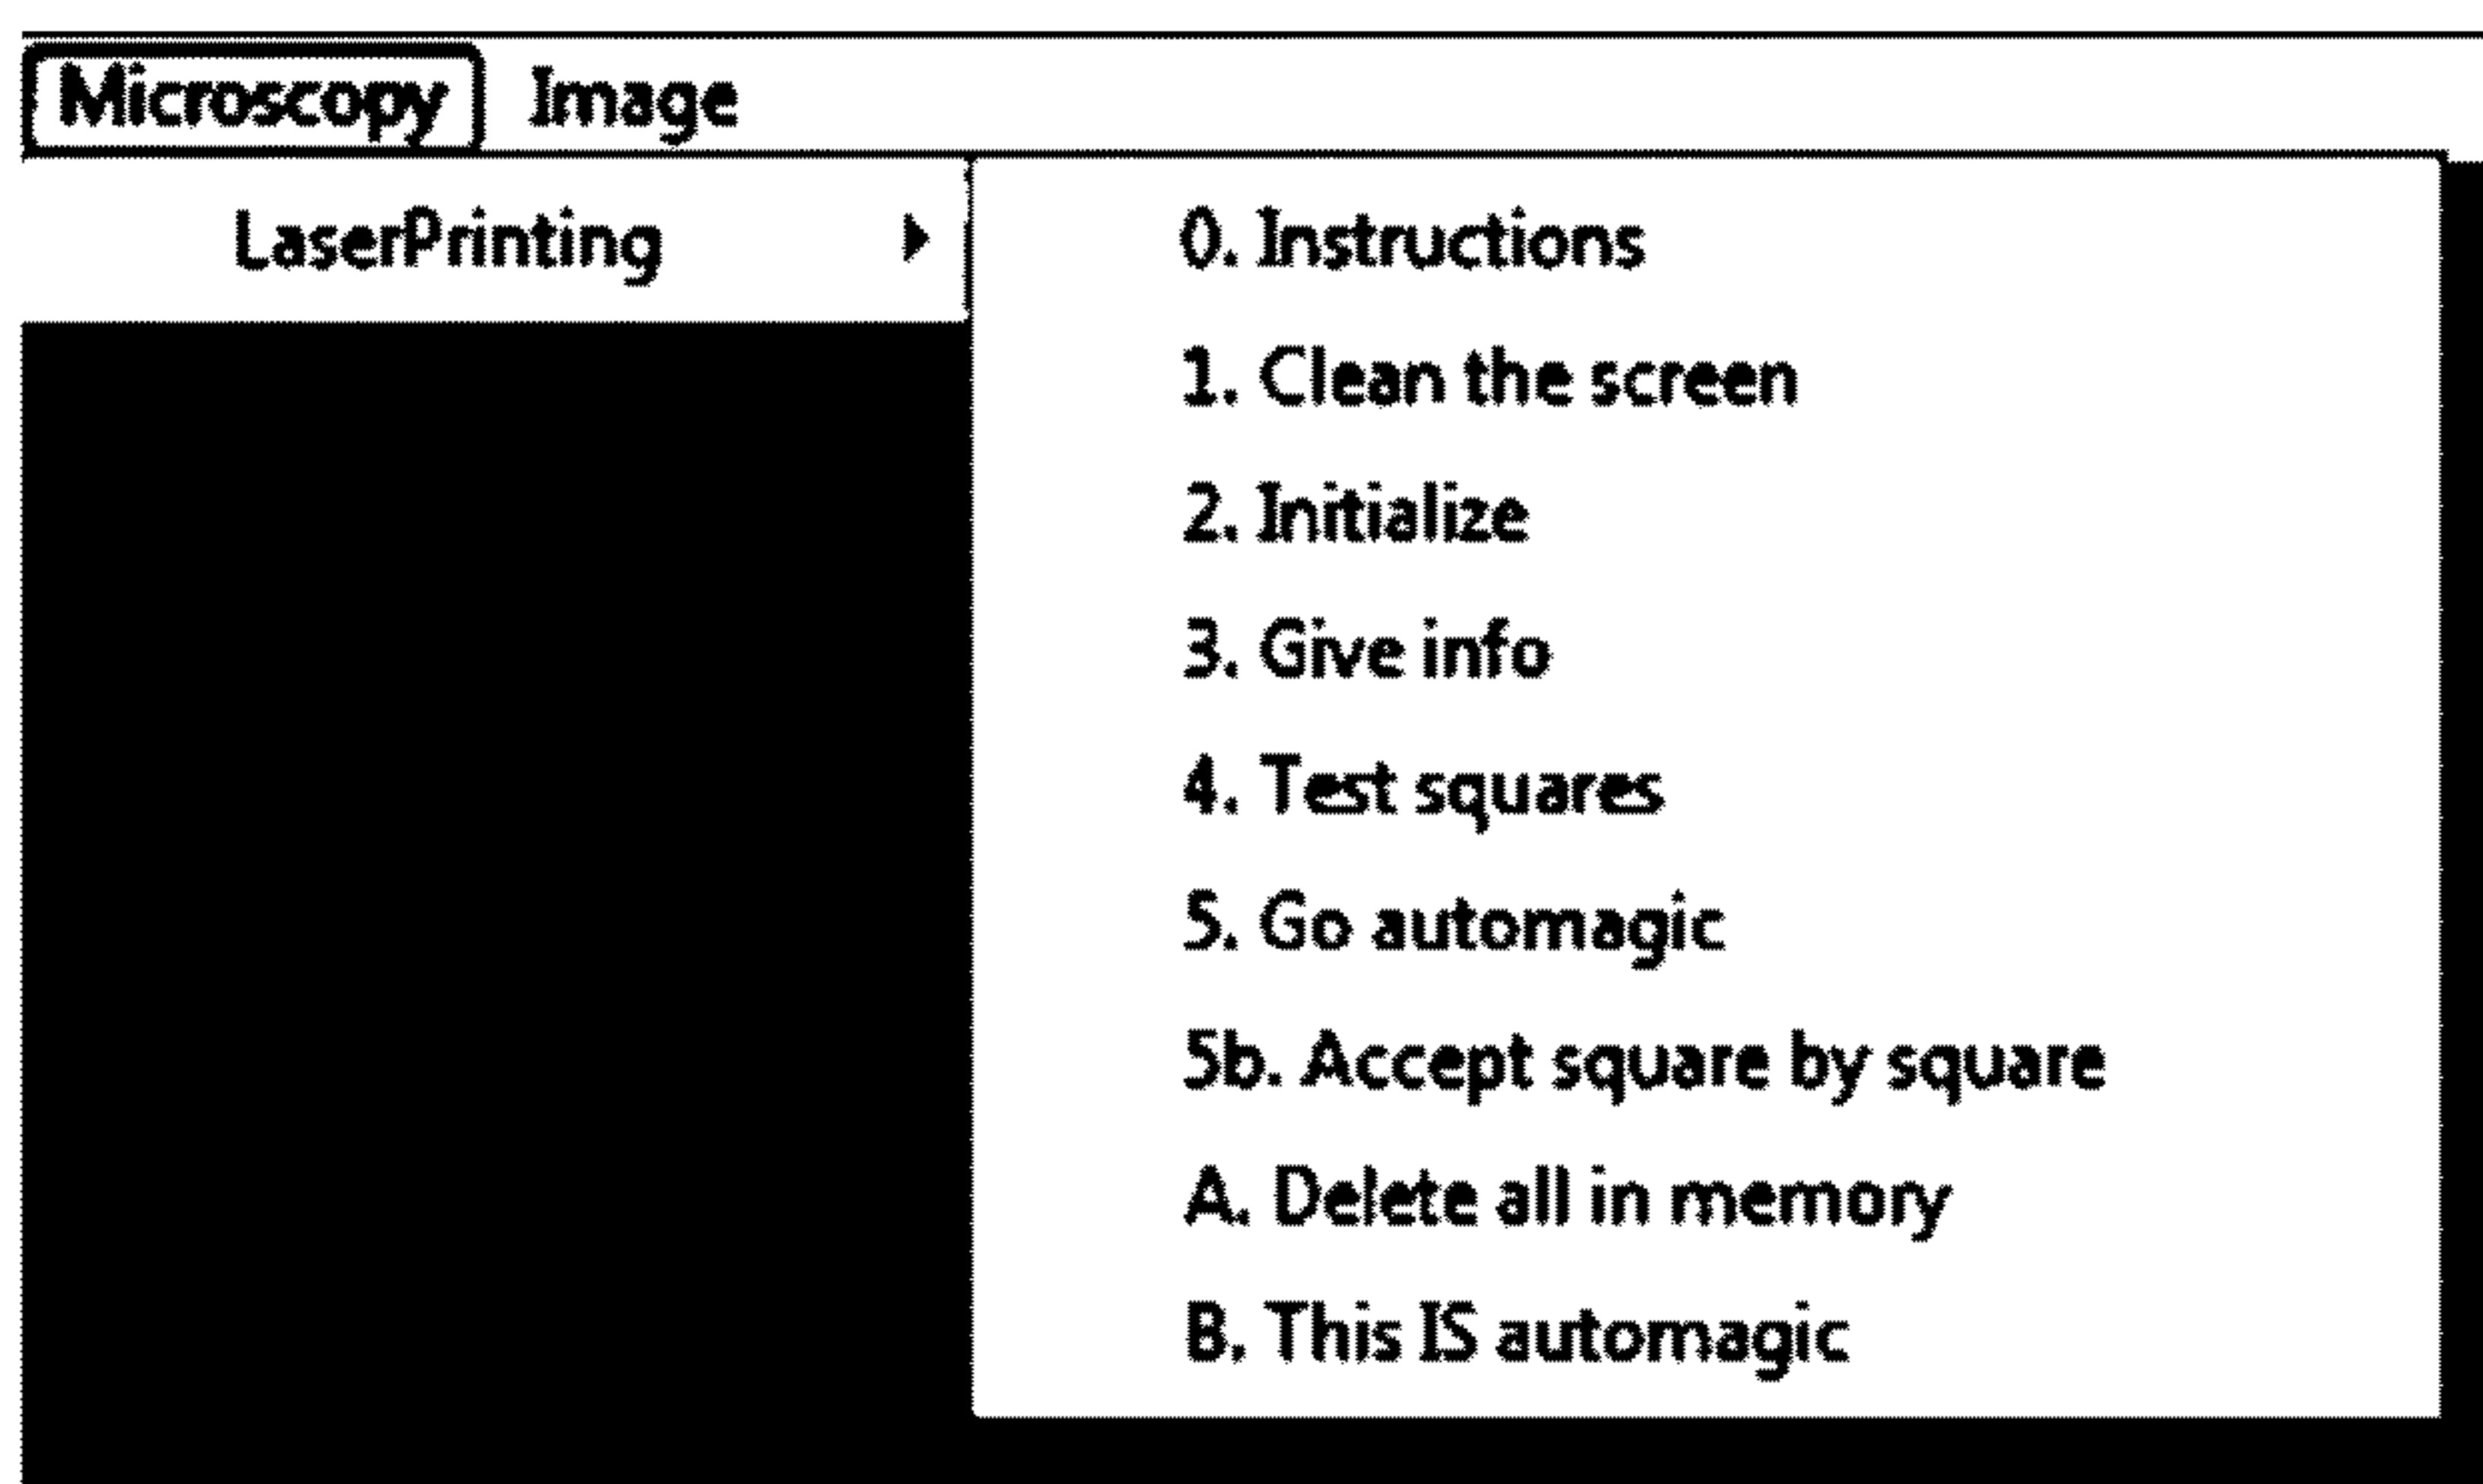 Microscopy Image
LaserPrinting
0. Instructions
1. Clean the screen
2. Initialize
3. Give info
4. Test squares
5. Go automagic
5b. Accept square by square
A. Delete all in memory
B, This IS automagic